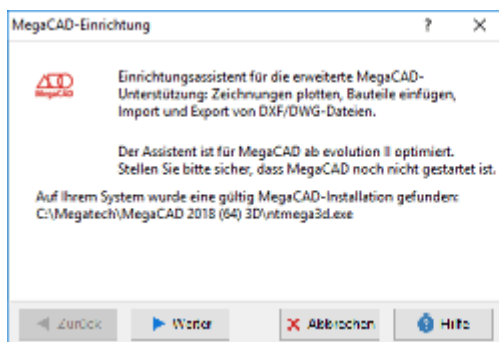 MegaCAD-Einrichtung
?
MegaCAD
Einrichtungsassistent für die erweiterte MegaCAD-
Unterstützung: Zeichnungen plotten, Bauteile einfügen,
Import und Export von DXF/DWG-Dateien.
Der Assistent ist für MegaCAD ab evolution II optimiert.
Stellen Sie bitte sicher, dass MegaCAD noch nicht gestartet ist.
Auf Ihrem System wurde eine gültig MegaCAD-Installation gefunden:
C:\Megatech\MegaCAD 2018 (64) 3D\ntmega3d.exe
Zurück
Weiter
Abbrechen
Hilfe